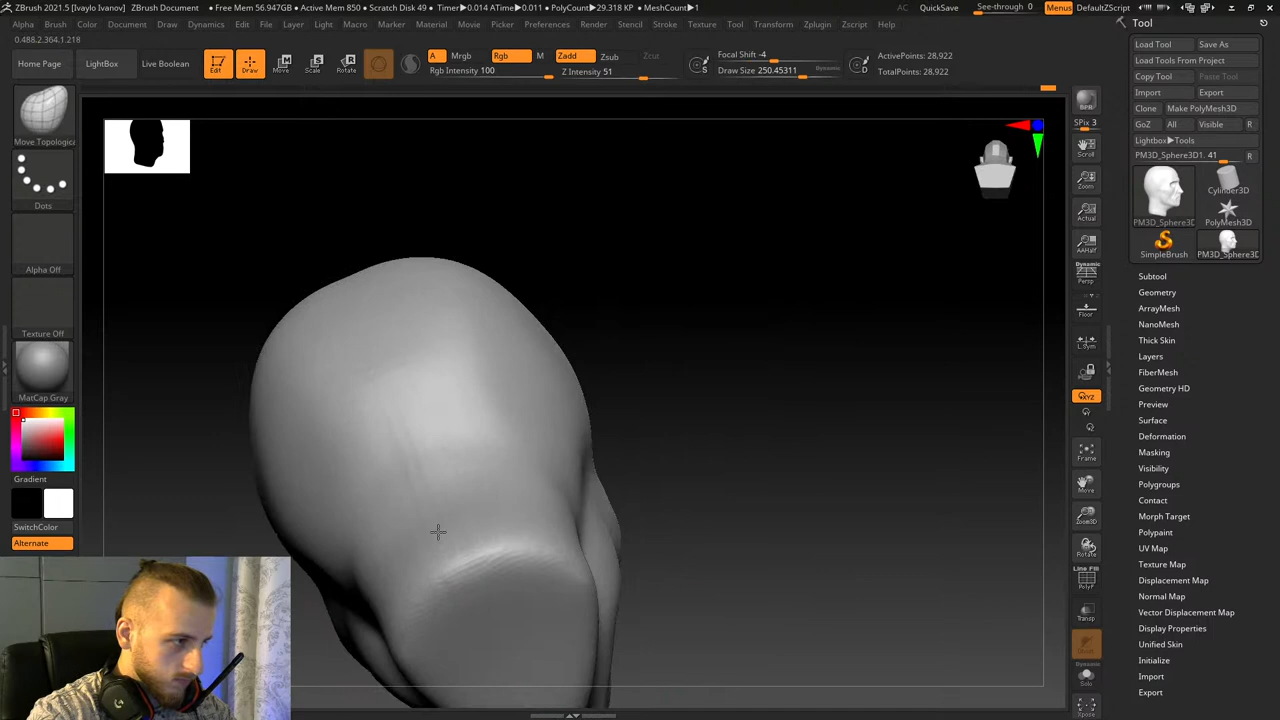 ZBrush 2021.5 [Ivaylo Ivanov] ZBrush Document • Free Mem 56.947GB • Active Mem 850 • Scratch Disk 49 • Timer▶0.014 ATime▶0.011 • PolyCount▶29.318 KP • MeshCount▶1 AC QuickSave See-through 0 Menus DefaultZScript
Alpha Brush Color Document Draw Dynamics Edit File Layer Light Macro Marker Material Movie Picker Preferences Render Stencil Stroke Texture Tool Transform Zplugin Zscript Help
0.488.2.364.1.218
Home Page LightBox Live Boolean Edit Draw Move Scale Rotate
A Mrgb Rgb M Zadd Zsub Zcut
Rgb Intensity 100 Z Intensity 51
Focal Shift -4
Draw Size 250.45311 Dynamic
S D
ActivePoints: 28,922
TotalPoints: 28,922
Move Topologica
Dots
Alpha Off
Texture Off
MatCap Gray
Gradient
SwitchColor
Alternate
BPR
SPix 3
Scroll
Zoom
Actual
AAHalf
Dynamic
Persp
Floor
L.Sym
XYZ
Frame
Move
Zoom3D
Rotate
Line Fill
PolyF
Transp
Dynamic
Solo
Xpose
Tool
Load Tool Save As
Load Tools From Project
Copy Tool Paste Tool
Import Export
Clone Make PolyMesh3D
GoZ All Visible R
Lightbox▶Tools
PM3D_Sphere3D1. 41 R
Cylinder3D
PM3D_Sphere3D PolyMesh3D
SimpleBrush PM3D_Sphere3D
Subtool
Geometry
ArrayMesh
NanoMesh
Thick Skin
Layers
FiberMesh
Geometry HD
Preview
Surface
Deformation
Masking
Visibility
Polygroups
Contact
Morph Target
Polypaint
UV Map
Texture Map
Displacement Map
Normal Map
Vector Displacement Map
Display Properties
Unified Skin
Initialize
Import
Export